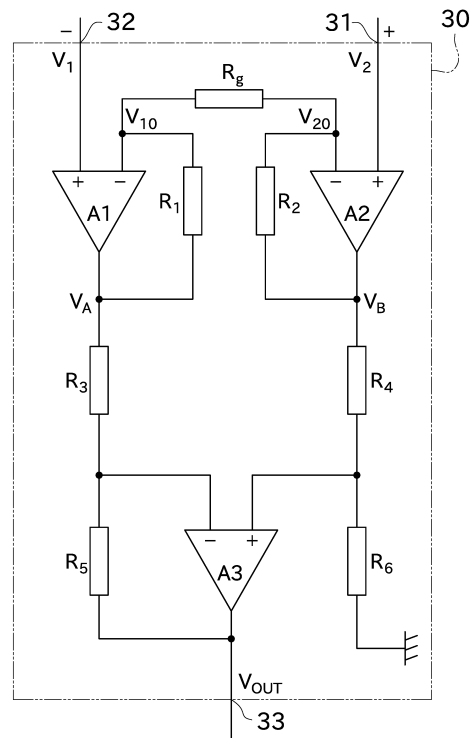 − 32 31 + 30
V1 V2
Rg
V10 V20
+ − − +
A1 R1 R2 A2
VA VB
R3 R4
− +
R5 A3 R6
VOUT
33